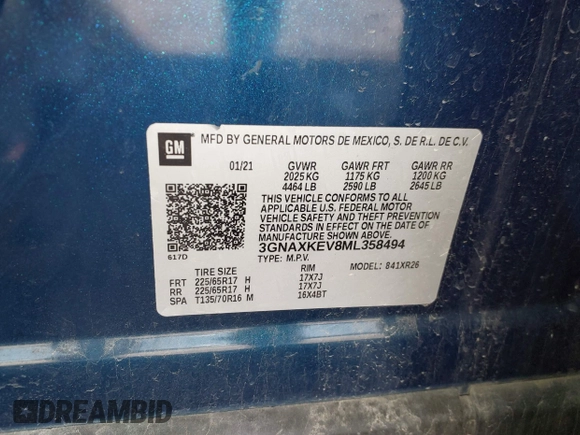 GM
MFD BY GENERAL MOTORS DE MEXICO, S. DE R.L. DE C.V.
01/21 GVWR GAWR FRT GAWR RR
2025 KG 1175 KG 1200 KG
4464 LB 2590 LB 2645 LB
THIS VEHICLE CONFORMS TO ALL
APPLICABLE U.S. FEDERAL MOTOR
VEHICLE SAFETY AND THEFT PREVENTION
STANDARDS IN EFFECT ON THE DATE OF
MANUFACTURE SHOWN ABOVE.
617D 3GNAXKEV8ML358494
TYPE: M.P.V. MODEL: 841XR26
TIRE SIZE RIM
FRT 225/65R17 H 17X7J
RR 225/65R17 H 17X7J
SPA T135/70R16 M 16X4BT
DREAMBID